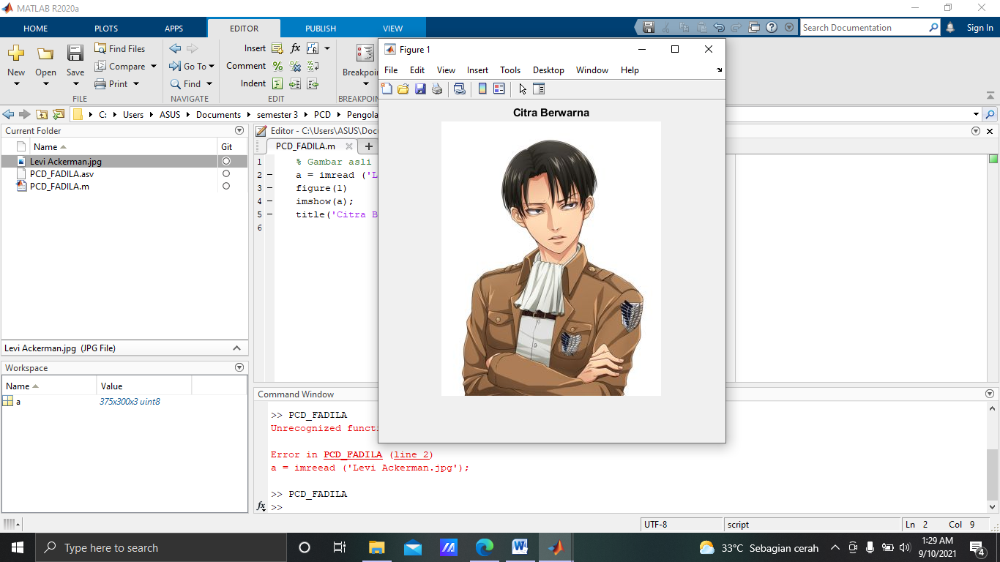 MATLAB R2020a
HOME PLOTS APPS EDITOR PUBLISH VIEW
Search Documentation
Sign In
New Open Save
Find Files
Compare
Print
FILE
Go To
Find
NAVIGATE
Insert
Comment
Indent
EDIT
Breakpoi
BREAKPOIN
C: Users ASUS Documents semester 3 PCD Pengola
Current Folder
Name Git
Levi Ackerman.jpg
PCD_FADILA.asv
PCD_FADILA.m
Levi Ackerman.jpg (JPG File)
Workspace
Name Value
a 375x300x3 uint8
Editor - C:\Users\ASUS\Doc
PCD_FADILA.m
1 % Gambar asli
2 a = imread ('L
3 figure(1)
4 imshow(a);
5 title('Citra B
6
Figure 1
File Edit View Insert Tools Desktop Window Help
Citra Berwarna
Command Window
>> PCD_FADILA
Unrecognized functi
Error in PCD_FADILA (line 2)
a = imreead ('Levi Ackerman.jpg');
>> PCD_FADILA
>>
fx
UTF-8 script Ln 2 Col 9
Type here to search
33°C Sebagian cerah
1:29 AM
9/10/2021
4